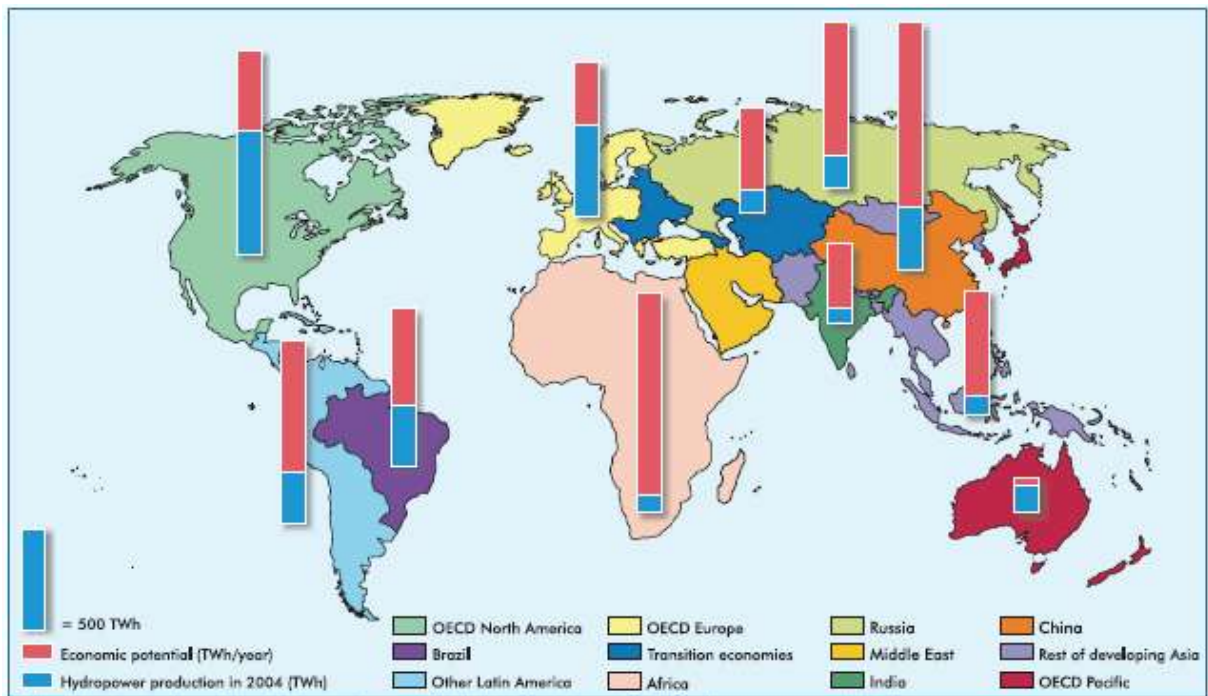 = 500 TWh
Economic potential (TWh/year)
Hydropower production in 2004 (TWh)
OECD North America
Brazil
Other Latin America
OECD Europe
Transition economies
Africa
Russia
Middle East
India
China
Rest of developing Asia
OECD Pacific